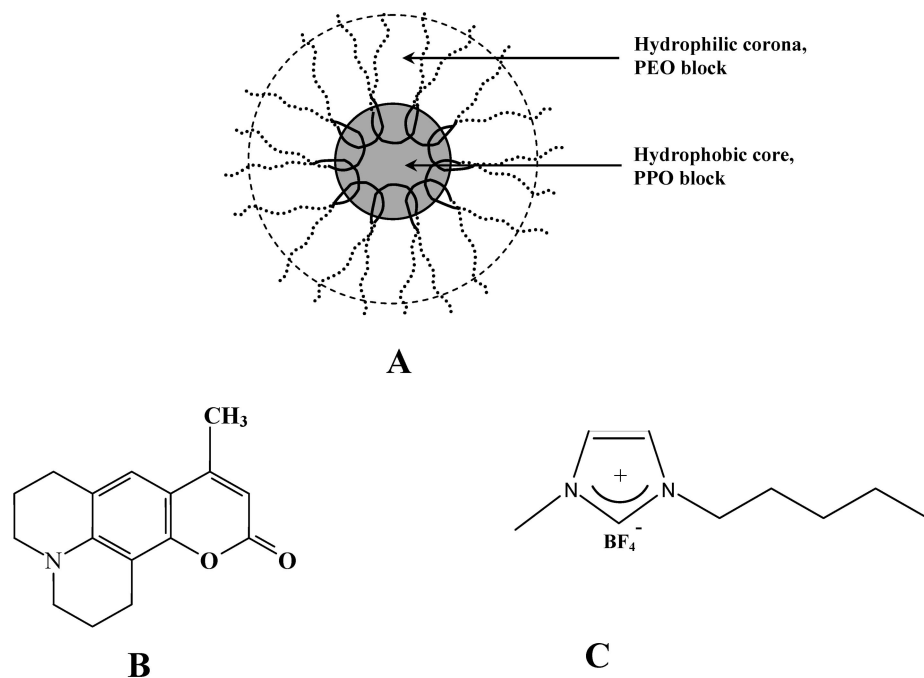 Hydrophilic corona,
PEO block
Hydrophobic core,
PPO block
A
CH₃
N
O
O
B
N
+
N
BF₄⁻
C